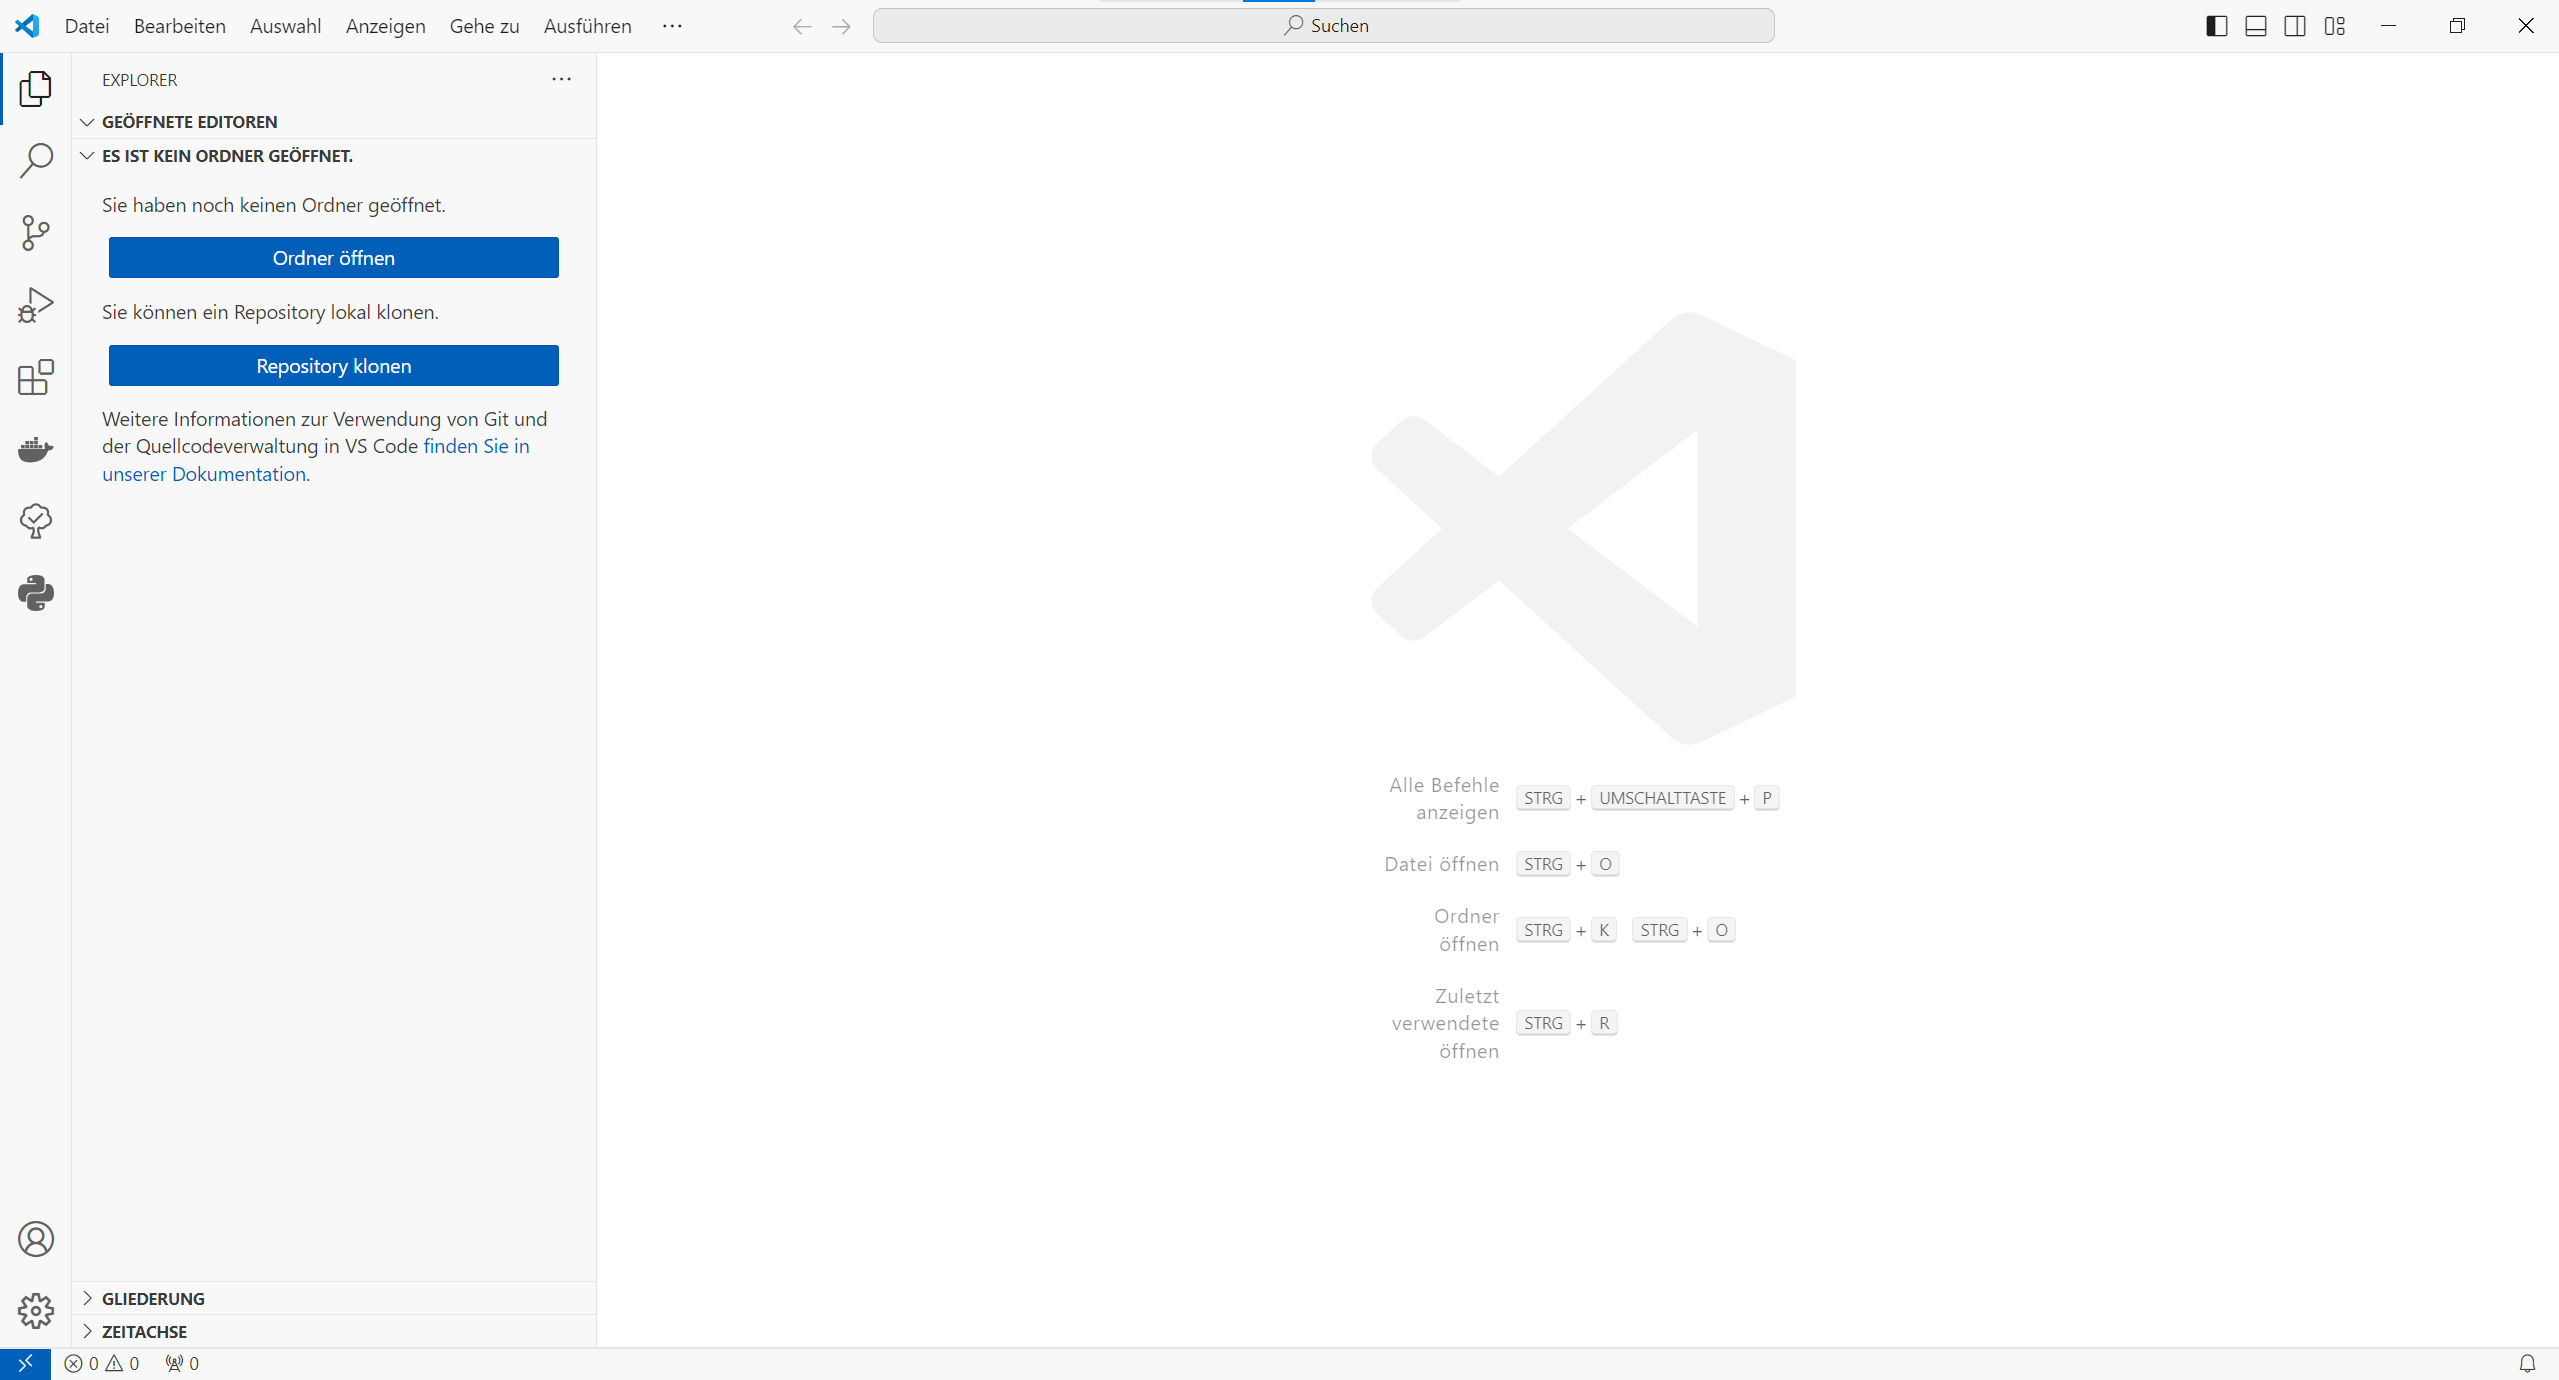 Datei Bearbeiten Auswahl Anzeigen Gehe zu Ausführen ···
Suchen
EXPLORER
GEÖFFNETE EDITOREN
ES IST KEIN ORDNER GEÖFFNET.
Sie haben noch keinen Ordner geöffnet.
Ordner öffnen
Sie können ein Repository lokal klonen.
Repository klonen
Weitere Informationen zur Verwendung von Git und
der Quellcodeverwaltung in VS Code finden Sie in
unserer Dokumentation.
GLIEDERUNG
ZEITACHSE
Alle Befehle
anzeigen
STRG + UMSCHALTTASTE + P
Datei öffnen STRG + O
Ordner
öffnen
STRG + K STRG + O
Zuletzt
verwendete
öffnen
STRG + R
0 0 0